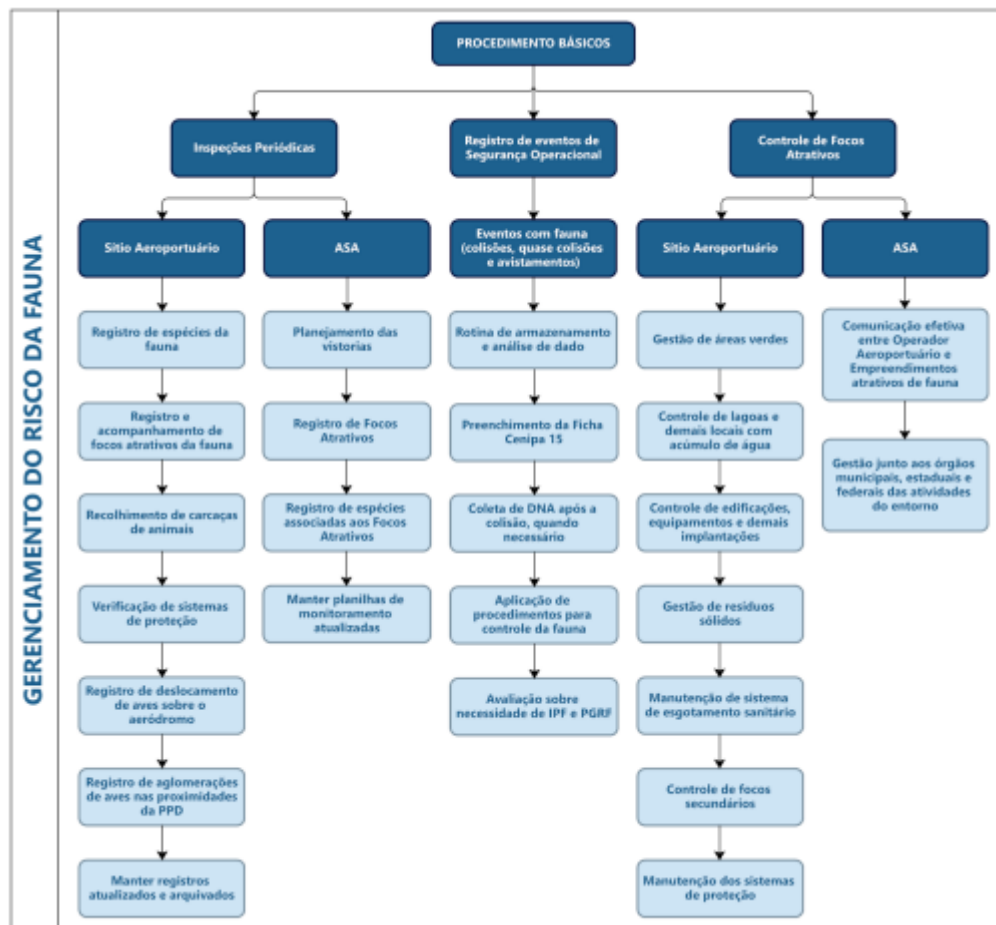 GERENCIAMENTO DO RISCO DA FAUNA
PROCEDIMENTO BÁSICOS
Inspeções Periódicas
Registro de eventos de
Segurança Operacional
Controle de Focos
Atrativos
Sítio Aeroportuário
ASA
Eventos com fauna
(colisões, quase colisões
e avistamentos)
Sítio Aeroportuário
ASA
Registro de espécies da
fauna
Registro e
acompanhamento de
focos atrativos da fauna
Recolhimento de carcaças
de animais
Verificação de sistemas
de proteção
Registro de deslocamento
de aves sobre o
aeródromo
Registro de aglomerações
de aves nas proximidades
da PPD
Manter registros
atualizados e arquivados
Planejamento das
vistorias
Registro de Focos
Atrativos
Registro de espécies
associadas aos Focos
Atrativos
Manter planilhas de
monitoramento
atualizadas
Rotina de armazenamento
e análise de dado
Preenchimento da Ficha
Cenipa 15
Coleta de DNA após a
colisão, quando
necessário
Aplicação de
procedimentos para
controle da fauna
Avaliação sobre
necessidade de IPF e PGRF
Gestão de áreas verdes
Controle de lagoas e
demais locais com
acúmulo de água
Controle de edificações,
equipamentos e demais
implantações
Gestão de resíduos
sólidos
Manutenção de sistema
de esgotamento sanitário
Controle de focos
secundários
Manutenção dos sistemas
de proteção
Comunicação efetiva
entre Operador
Aeroportuário e
Empreendimentos
atrativos de fauna
Gestão junto aos órgãos
municipais, estaduais e
federais das atividades
do entorno